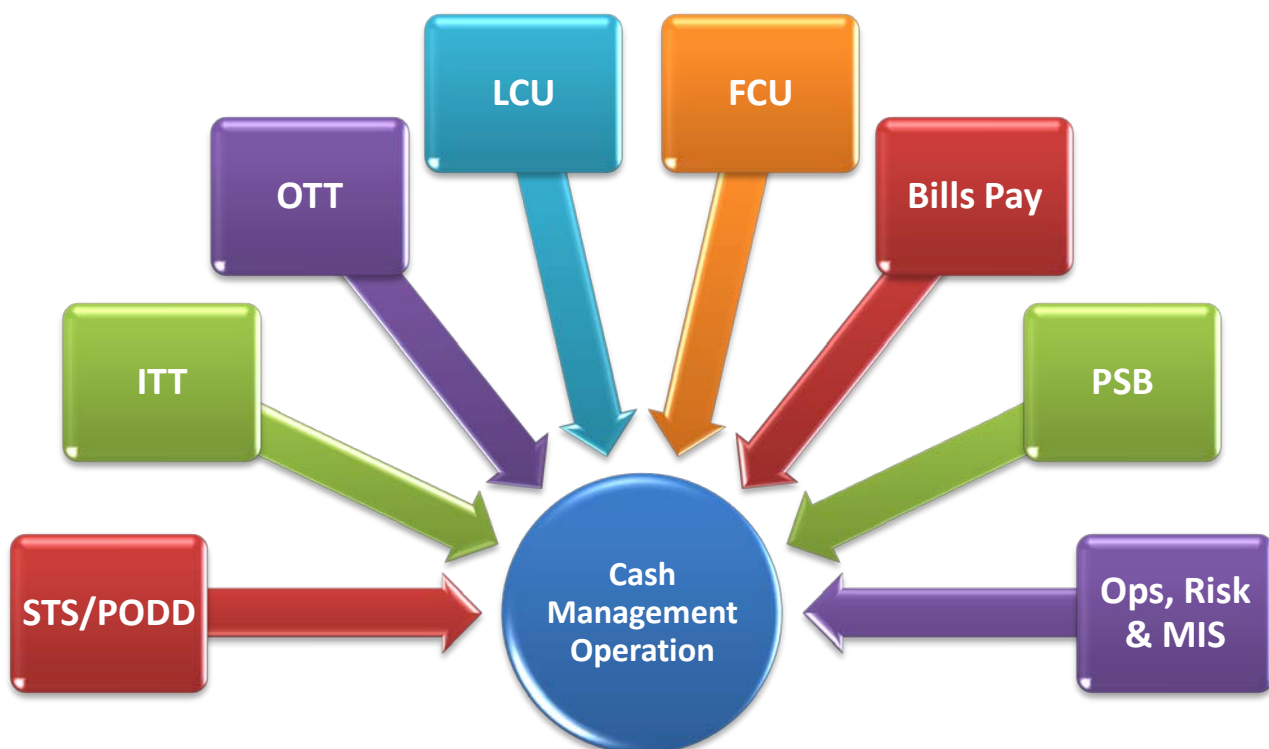 LCU
FCU
OTT
Bills Pay
ITT
PSB
STS/PODD
Cash
Management
Operation
Ops, Risk
& MIS